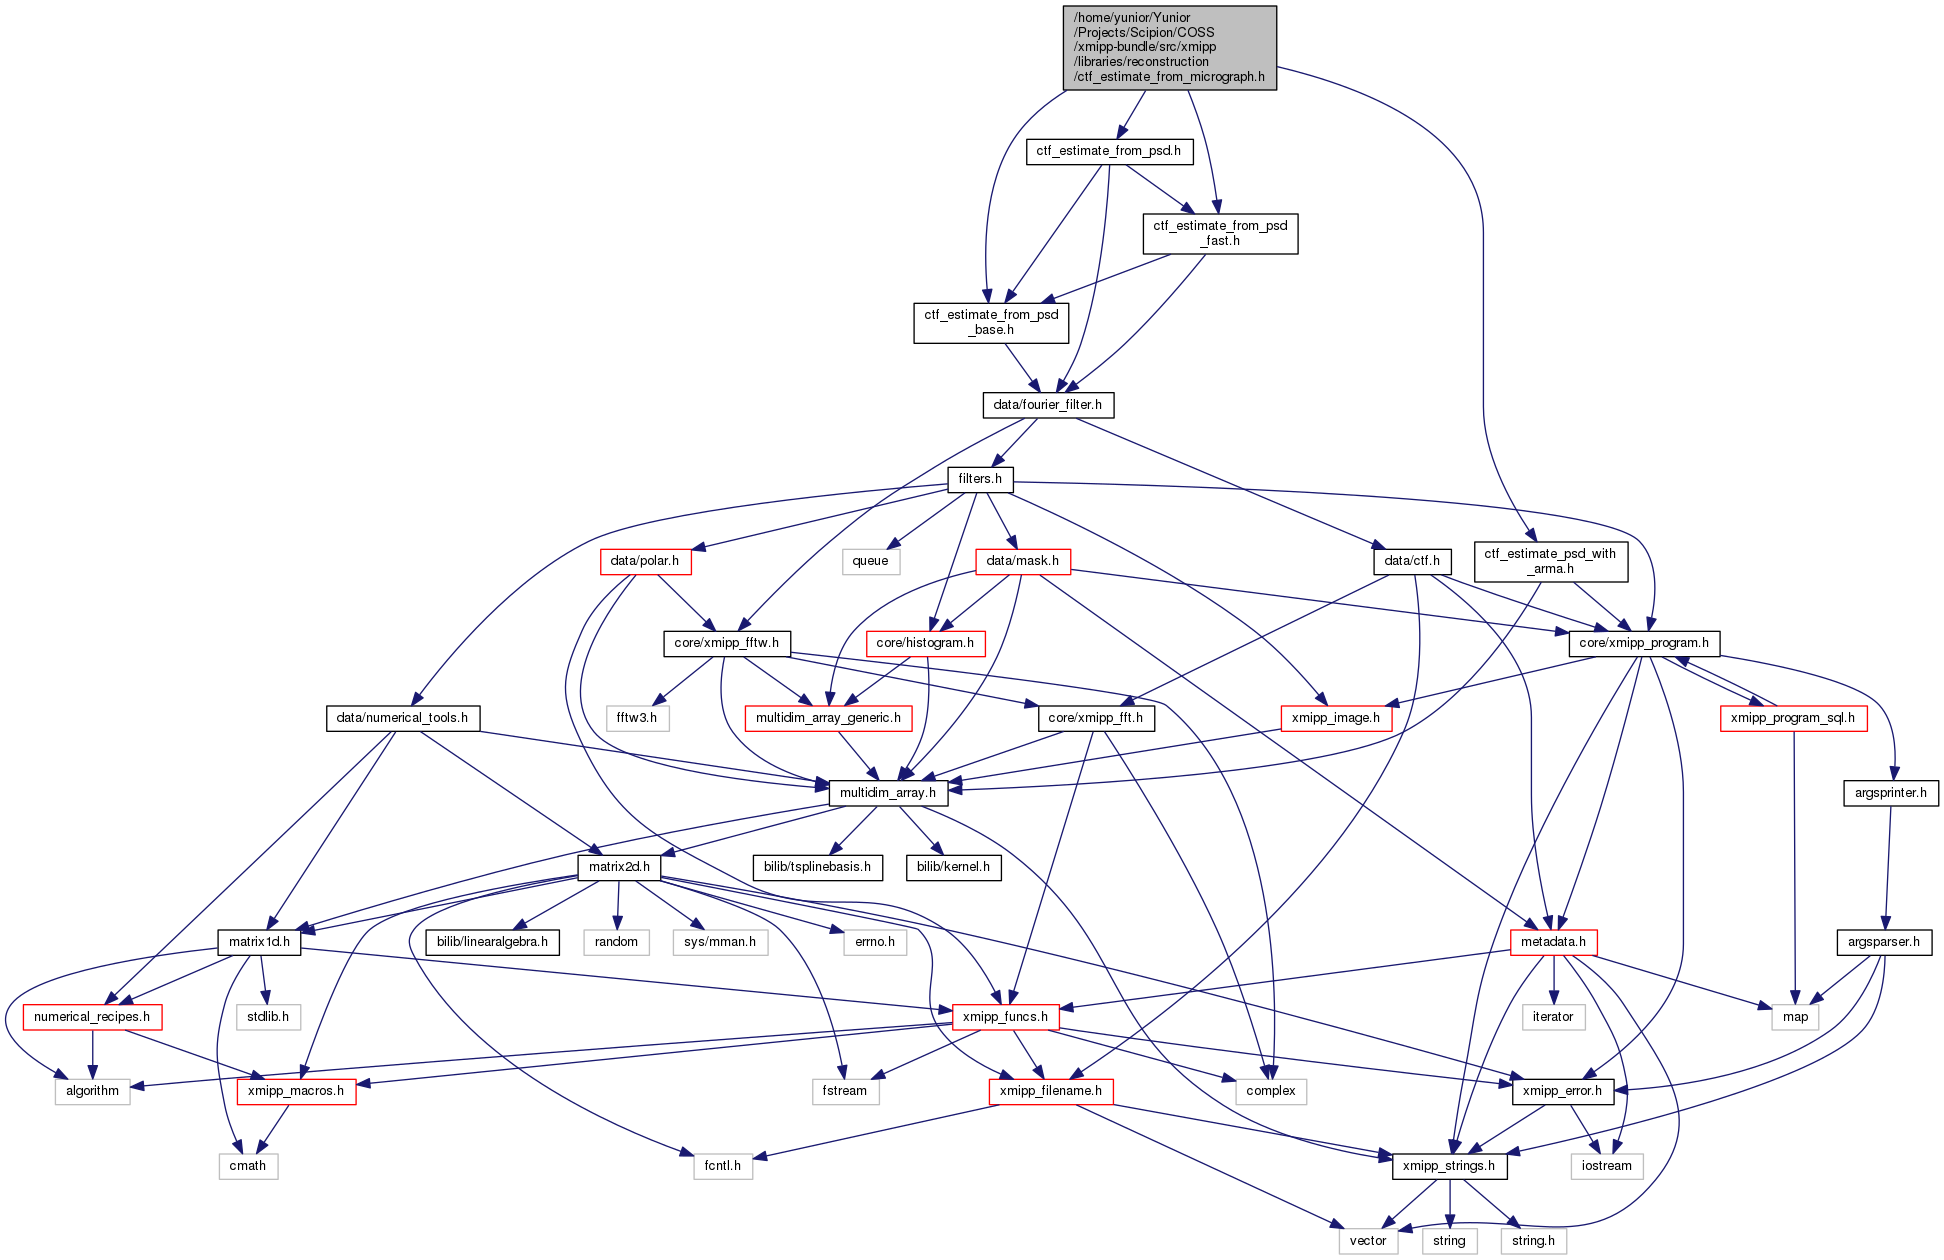 /home/yunior/Yunior
/Projects/Scipion/COSS
/xmipp-bundle/src/xmipp
/libraries/reconstruction
/ctf_estimate_from_micrograph.h
ctf_estimate_from_psd.h
ctf_estimate_from_psd
_fast.h
ctf_estimate_from_psd
_base.h
data/fourier_filter.h
filters.h
data/polar.h
queue
data/mask.h
data/ctf.h
ctf_estimate_psd_with
_arma.h
core/xmipp_fftw.h
core/histogram.h
core/xmipp_program.h
data/numerical_tools.h
fftw3.h
multidim_array_generic.h
core/xmipp_fft.h
xmipp_image.h
xmipp_program_sql.h
multidim_array.h
argsprinter.h
matrix2d.h
bilib/tsplinebasis.h
bilib/kernel.h
matrix1d.h
bilib/linearalgebra.h
random
sys/mman.h
errno.h
metadata.h
argsparser.h
numerical_recipes.h
stdlib.h
xmipp_funcs.h
iterator
map
algorithm
xmipp_macros.h
fstream
xmipp_filename.h
complex
xmipp_error.h
cmath
fcntl.h
xmipp_strings.h
iostream
vector
string
string.h